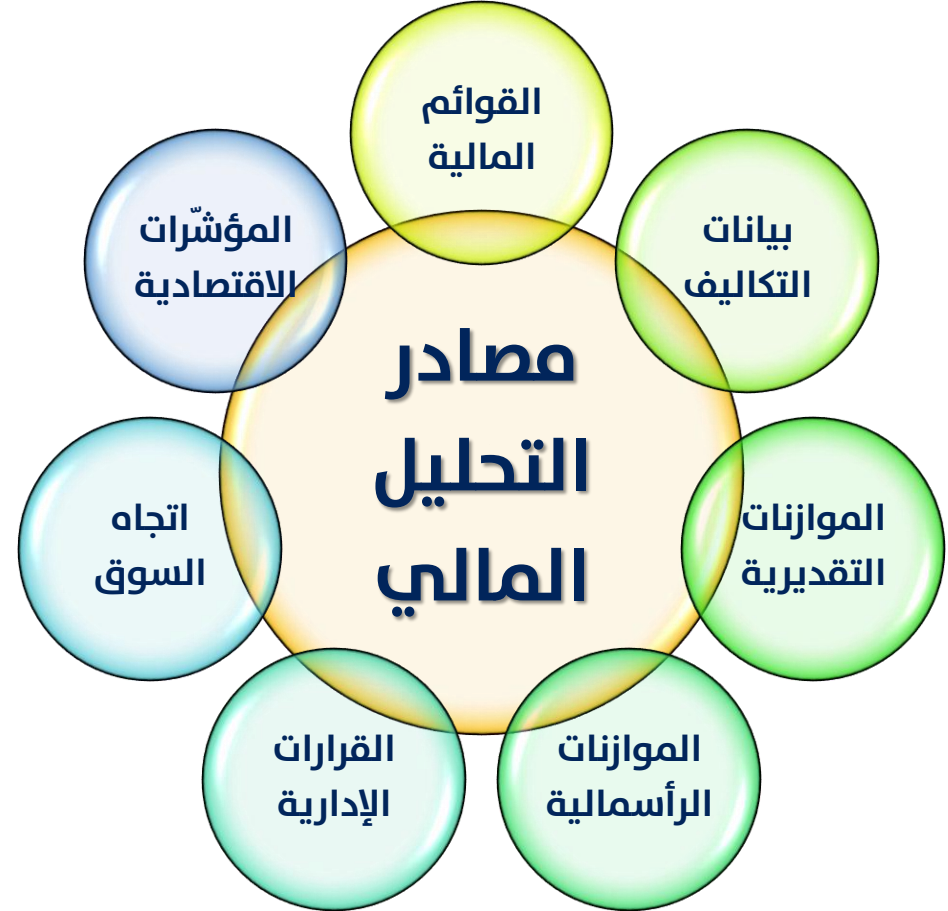 مصادر
التحليل
المالي
القوائم
المالية
بيانات
التكاليف
الموازنات
التقديرية
الموازنات
الرأسمالية
القرارات
الإدارية
اتجاه
السوق
المؤشّرات
الاقتصادية